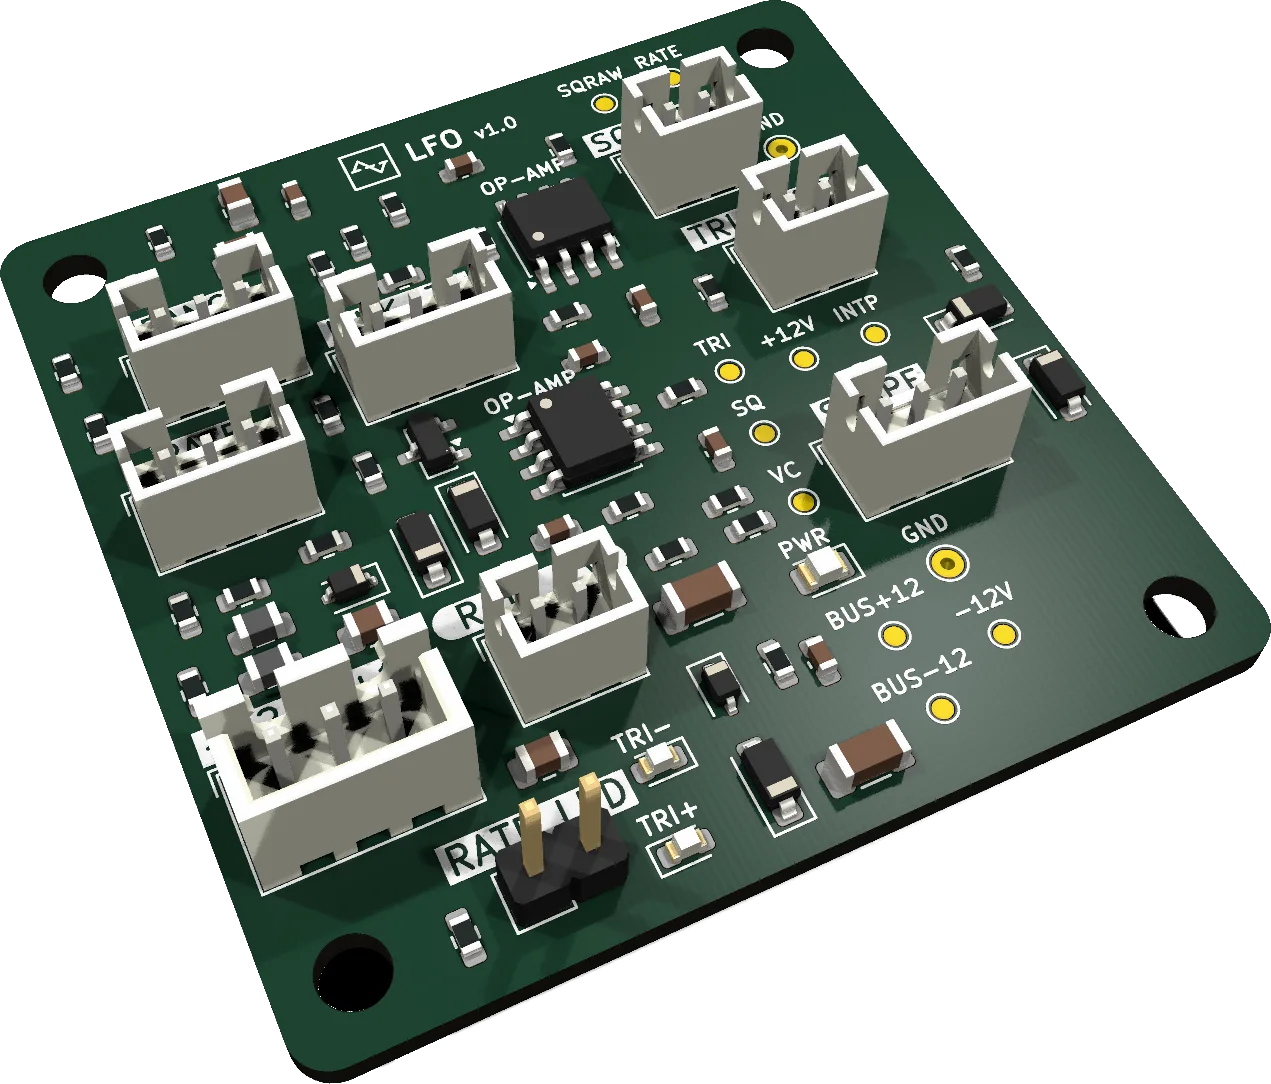 SQRAW
RATE
LFO v1.0
OP-AMP
TRI
+12V
INTP
OP-AMP
SQ
VC
PWR
GND
BUS+12
-12V
BUS-12
TRI-
TRI+